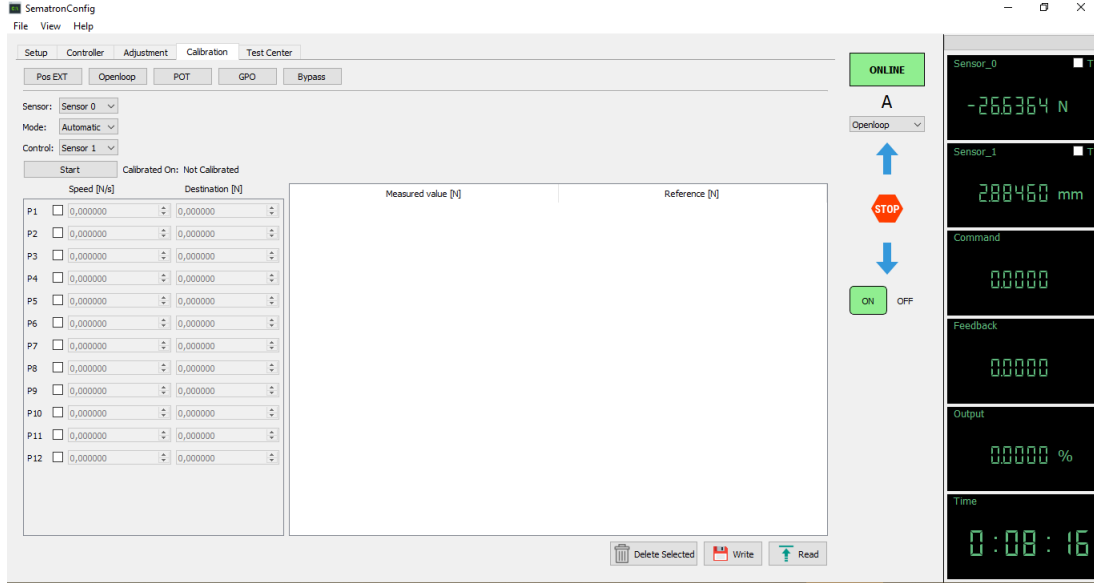 SematronConfig
File View Help
Setup Controller Adjustment Calibration Test Center
Pos EXT Openloop POT GPO Bypass
Sensor: Sensor 0
Mode: Automatic
Control: Sensor 1
Start Calibrated On: Not Calibrated
Speed [N/s] Destination [N]
P1 0,000000 0,000000
P2 0,000000 0,000000
P3 0,000000 0,000000
P4 0,000000 0,000000
P5 0,000000 0,000000
P6 0,000000 0,000000
P7 0,000000 0,000000
P8 0,000000 0,000000
P9 0,000000 0,000000
P10 0,000000 0,000000
P11 0,000000 0,000000
P12 0,000000 0,000000
Measured value [N] Reference [N]
Delete Selected Write Read
ONLINE
A
Openloop
STOP
ON OFF
Sensor_0 T
-26.6364 N
Sensor_1 T
2.88460 mm
Command
0.0000
Feedback
0.0000
Output
0.0000 %
Time
0:08:16